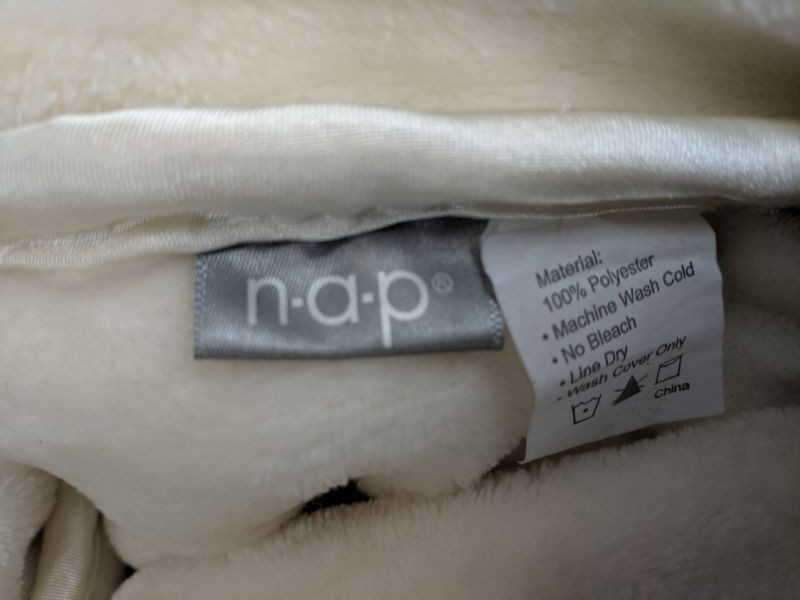 n·a·p®
Material:
100% Polyester
• Machine Wash Cold
• No Bleach
• Line Dry
• Wash Cover Only
China